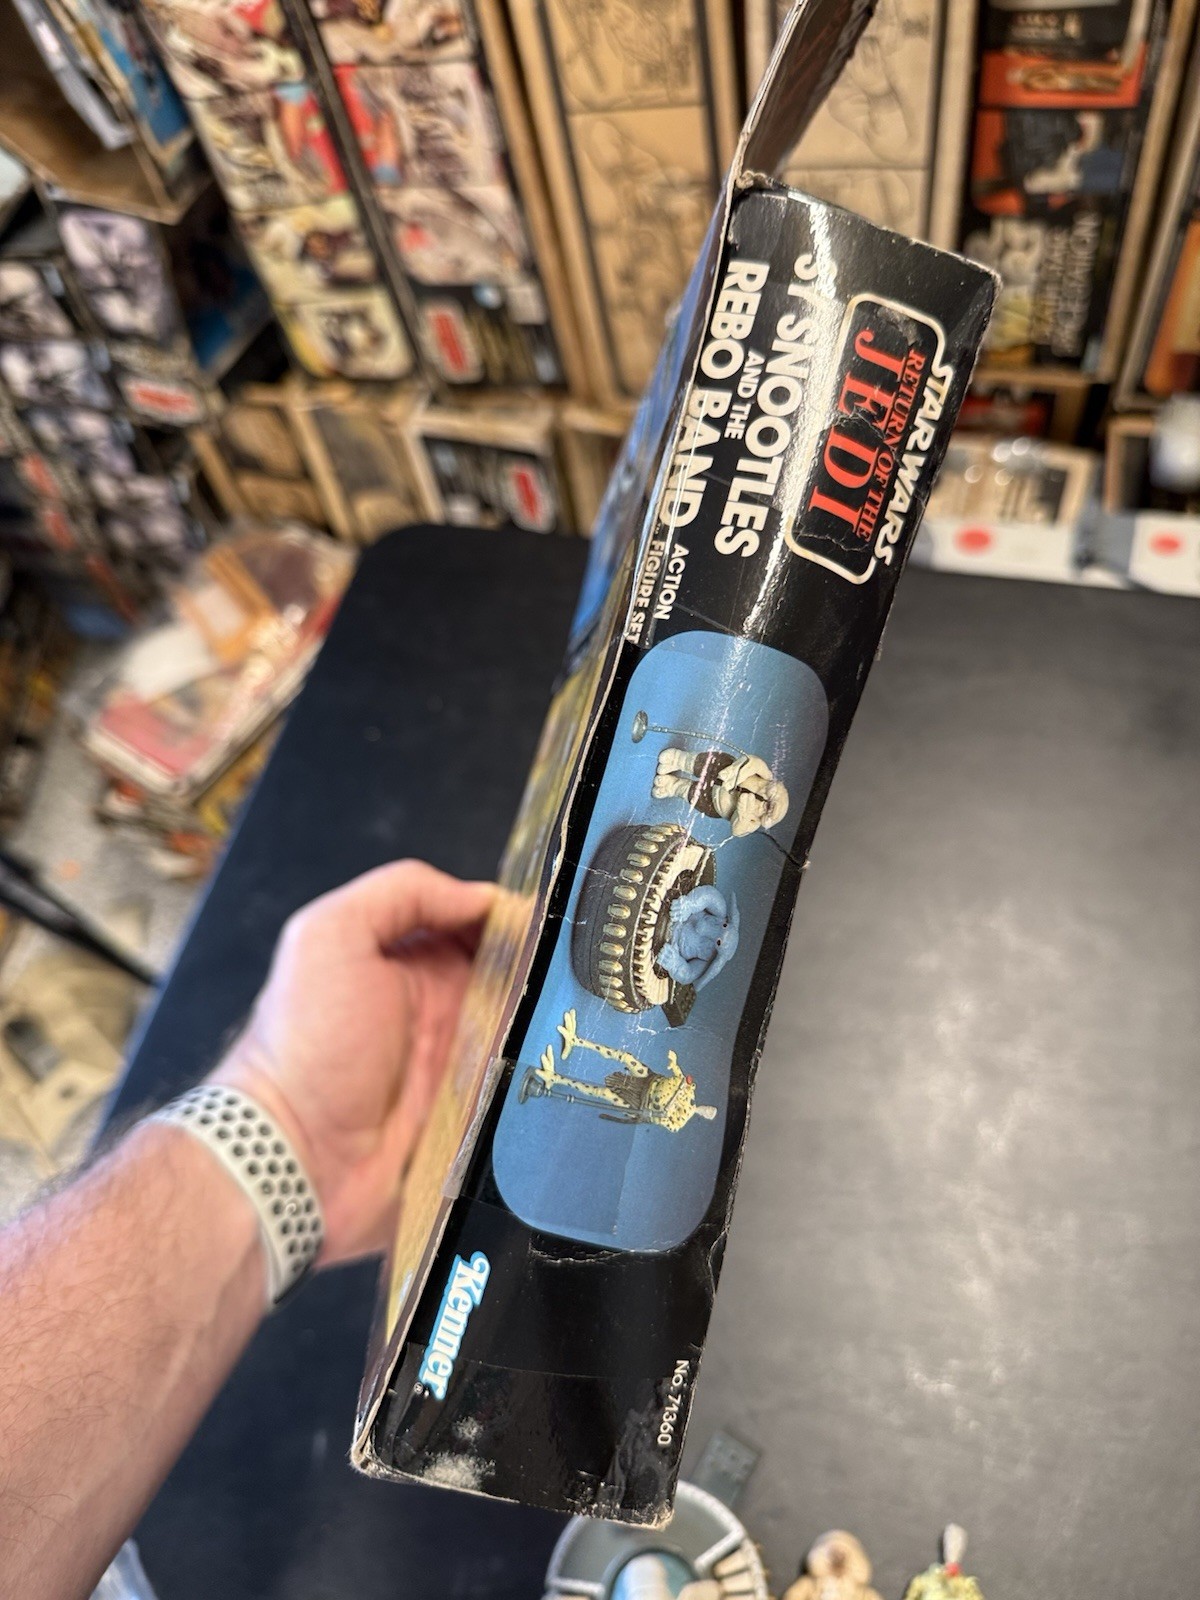 STAR WARS
RETURN OF THE
JEDI
SY SNOOTLES
AND THE
REBO BAND ACTION
FIGURE SET
Kenner®
No. 71360